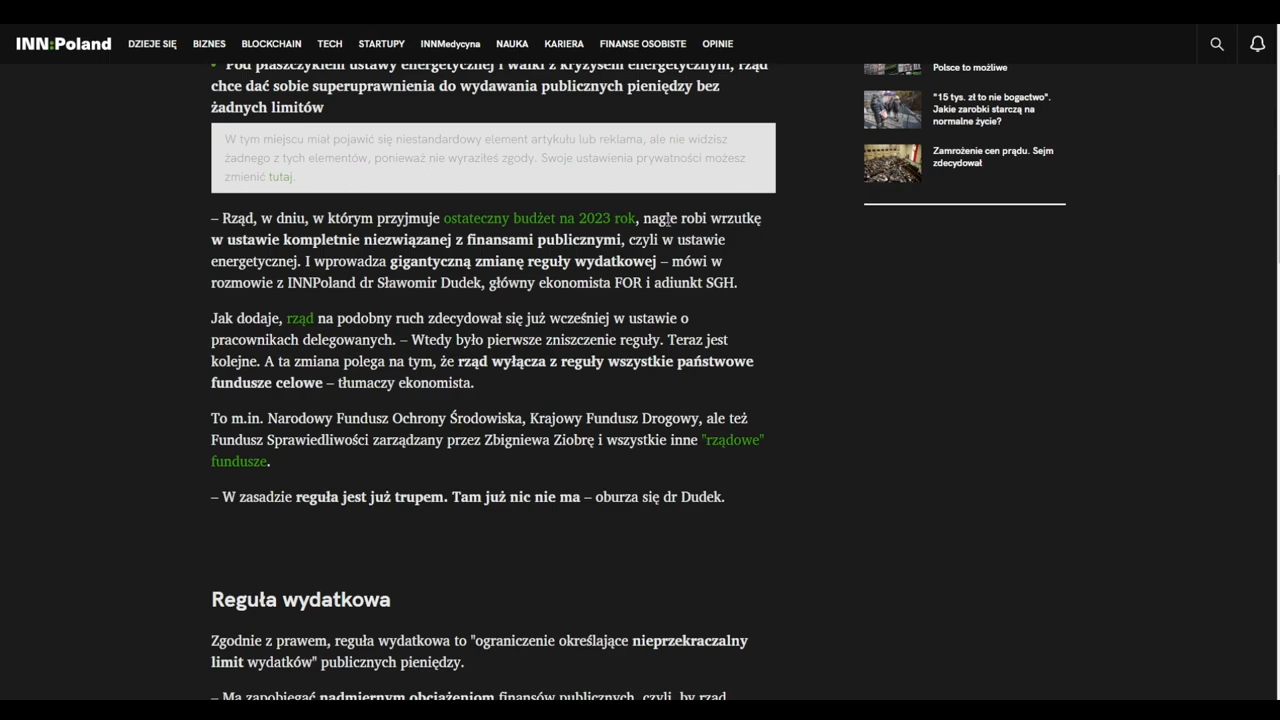 INN:Poland DZIEJE SIĘ BIZNES BLOCKCHAIN TECH STARTUPY INNMedycyna NAUKA KARIERA FINANSE OSOBISTE OPINIE
Pod płaszczykiem ustawy energetycznej i walki z kryzysem energetycznym, rząd
chce dać sobie superuprawnienia do wydawania publicznych pieniędzy bez
żadnych limitów
W tym miejscu miał pojawić się niestandardowy element artykułu lub reklama, ale nie widzisz
żadnego z tych elementów, ponieważ nie wyraziłeś zgody. Swoje ustawienia prywatności możesz
zmienić tutaj.
– Rząd, w dniu, w którym przyjmuje ostateczny budżet na 2023 rok, nagle robi wrzutkę
w ustawie kompletnie niezwiązanej z finansami publicznymi, czyli w ustawie
energetycznej. I wprowadza gigantyczną zmianę reguły wydatkowej – mówi w
rozmowie z INNPoland dr Sławomir Dudek, główny ekonomista FOR i adiunkt SGH.
Jak dodaje, rząd na podobny ruch zdecydował się już wcześniej w ustawie o
pracownikach delegowanych. – Wtedy było pierwsze zniszczenie reguły. Teraz jest
kolejne. A ta zmiana polega na tym, że rząd wyłącza z reguły wszystkie państwowe
fundusze celowe – tłumaczy ekonomista.
To m.in. Narodowy Fundusz Ochrony Środowiska, Krajowy Fundusz Drogowy, ale też
Fundusz Sprawiedliwości zarządzany przez Zbigniewa Ziobrę i wszystkie inne "rządowe"
fundusze.
– W zasadzie reguła jest już trupem. Tam już nic nie ma – oburza się dr Dudek.
Reguła wydatkowa
Zgodnie z prawem, reguła wydatkowa to "ograniczenie określające nieprzekraczalny
limit wydatków" publicznych pieniędzy.
– Ma zapobiegać nadmiernym obciążeniom finansów publicznych, czyli, by rząd
Polsce to możliwe
"15 tys. zł to nie bogactwo".
Jakie zarobki starczą na
normalne życie?
Zamrożenie cen prądu. Sejm
zdecydował